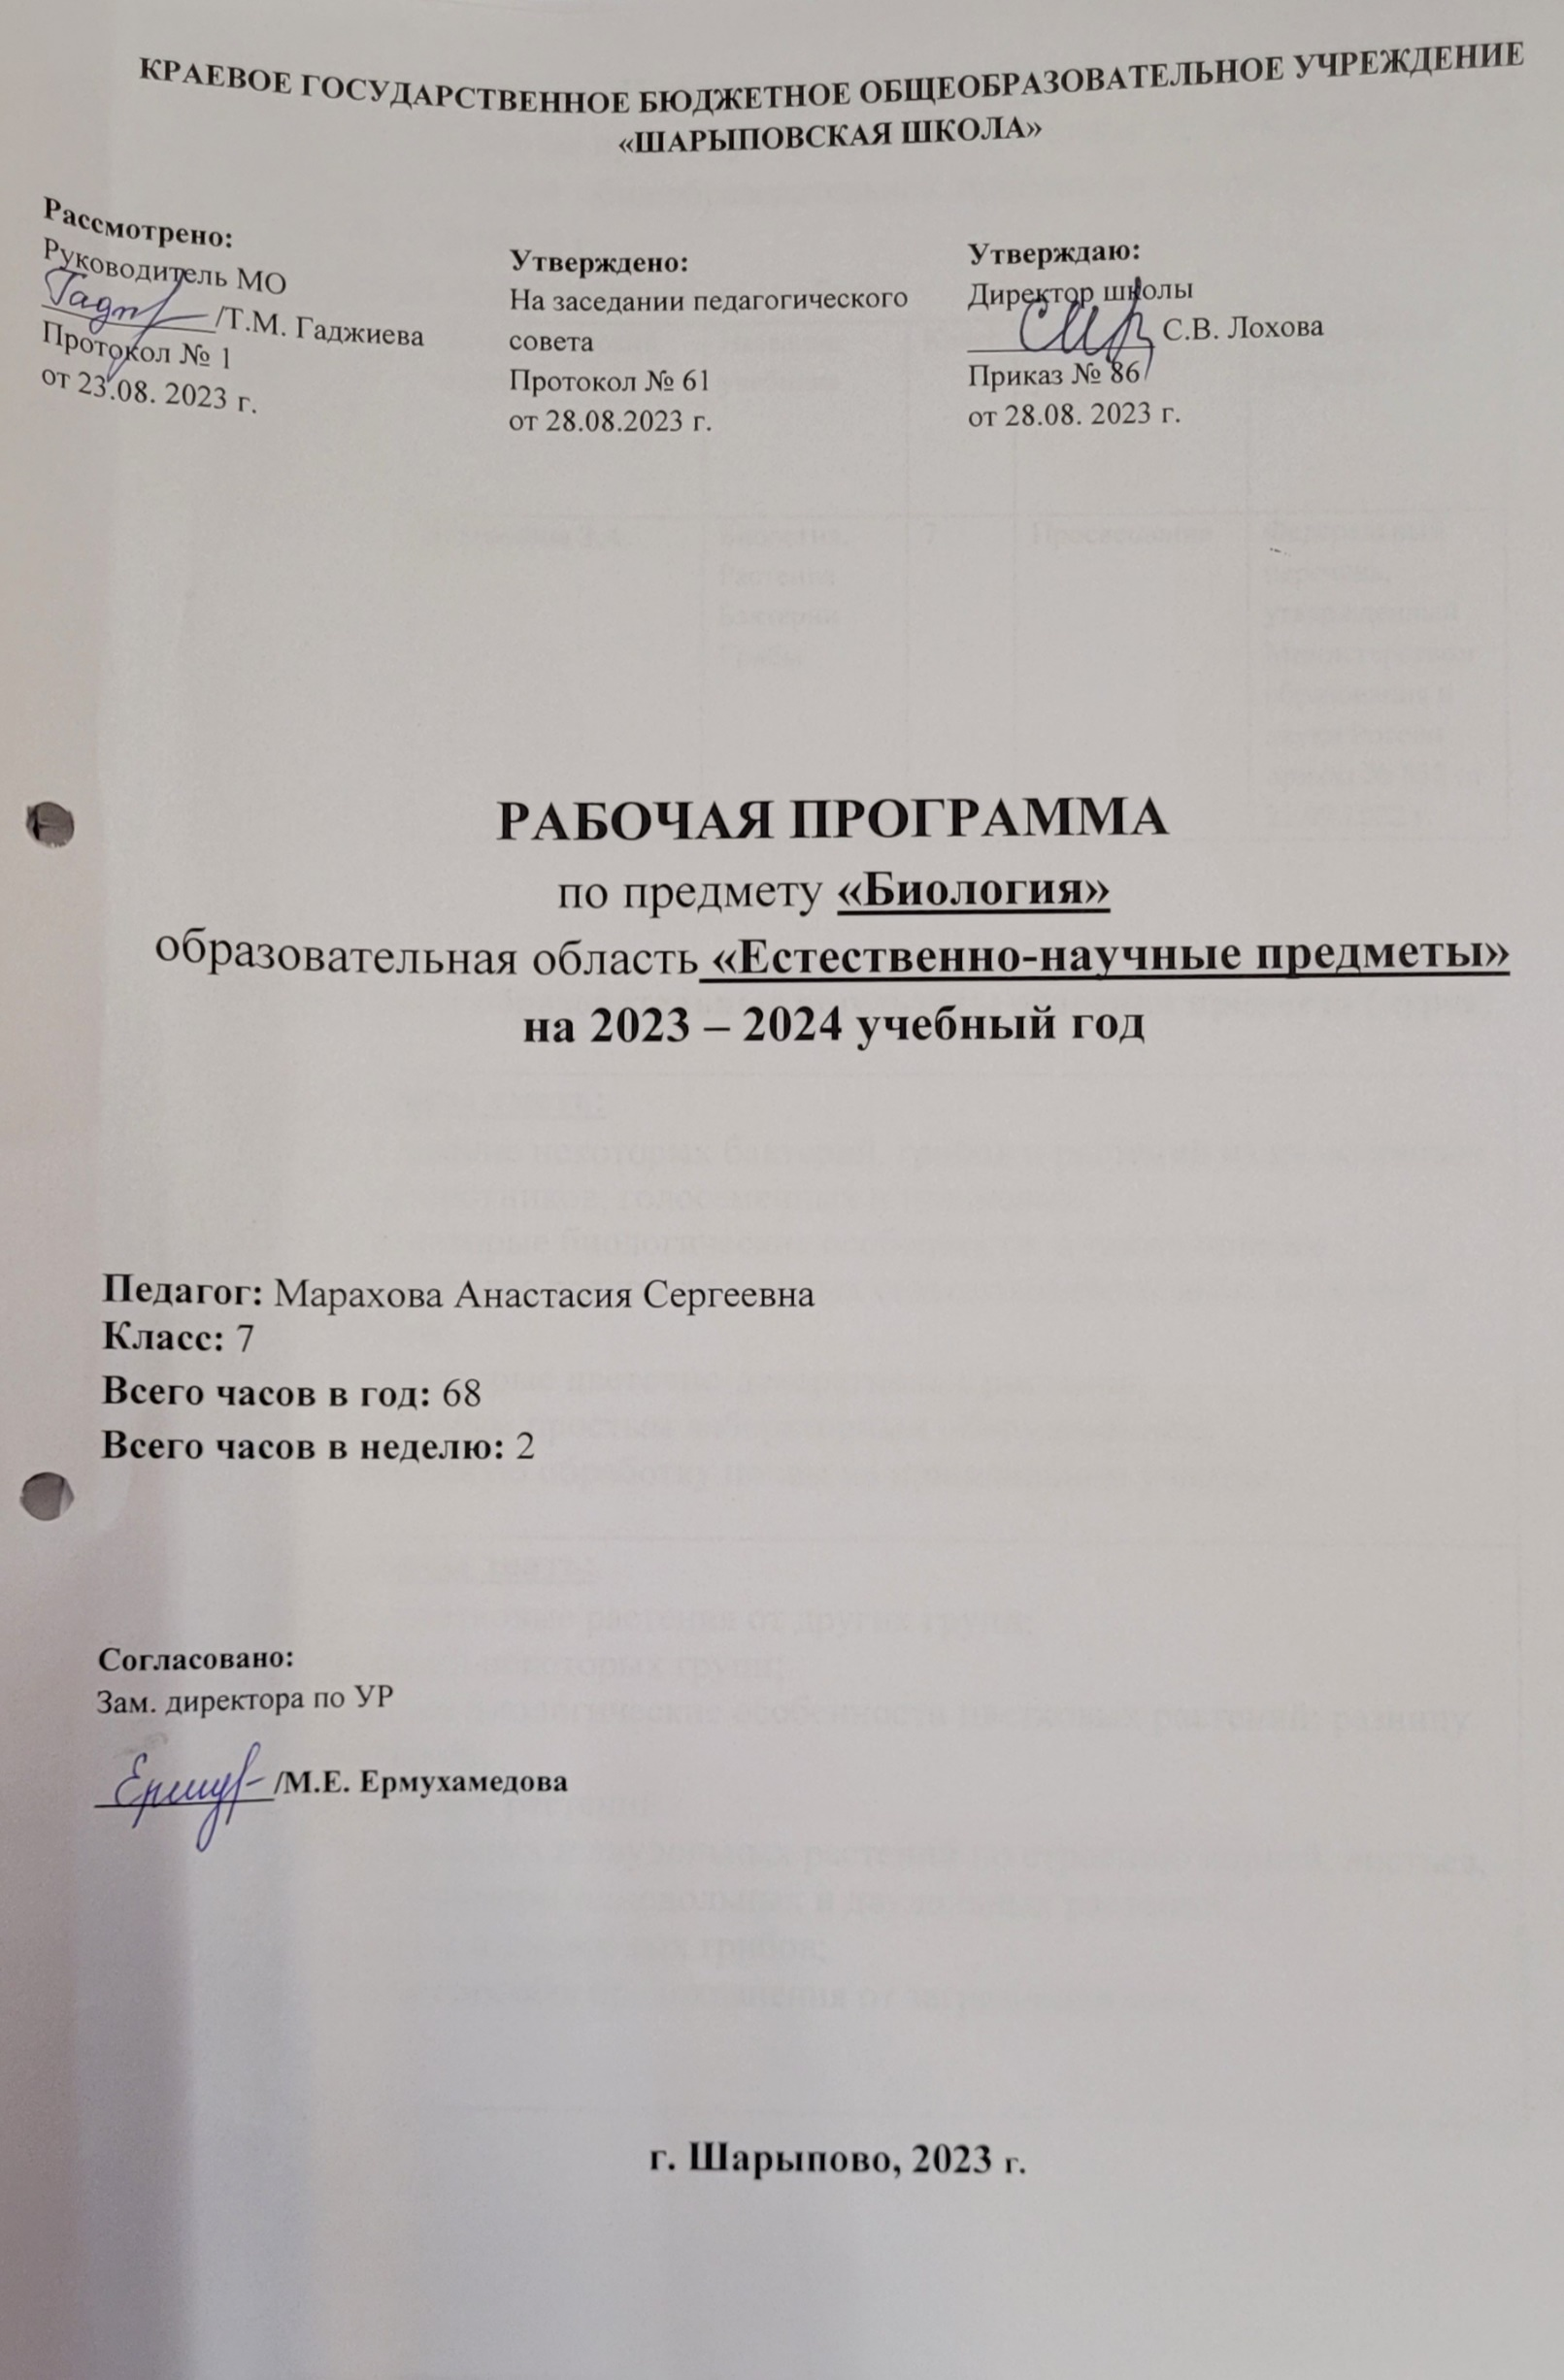 КРАЕВОЕ ГОСУДАРСТВЕННОЕ БЮДЖЕТНОЕ ОБЩЕОБРАЗОВАТЕЛЬНОЕ УЧРЕЖДЕНИЕ
«ШАРЫПОВСКАЯ ШКОЛА»
Рассмотрено:
Руководитель МО
/Т.М. Гаджиева
Протокол № 1
от 23.08. 2023 г.
Утверждено:
На заседании педагогического
совета
Протокол № 61
от 28.08.2023 г.
Утверждаю:
Директор школы
С.В. Лохова
Приказ № 86
от 28.08. 2023 г.
РАБОЧАЯ ПРОГРАММА
по предмету «Биология»
образовательная область «Естественно-научные предметы»
на 2023 – 2024 учебный год
Педагог: Марахова Анастасия Сергеевна
Класс: 7
Всего часов в год: 68
Всего часов в неделю: 2
Согласовано:
Зам. директора по УР
/М.Е. Ермухамедова
г. Шарыпово, 2023 г.